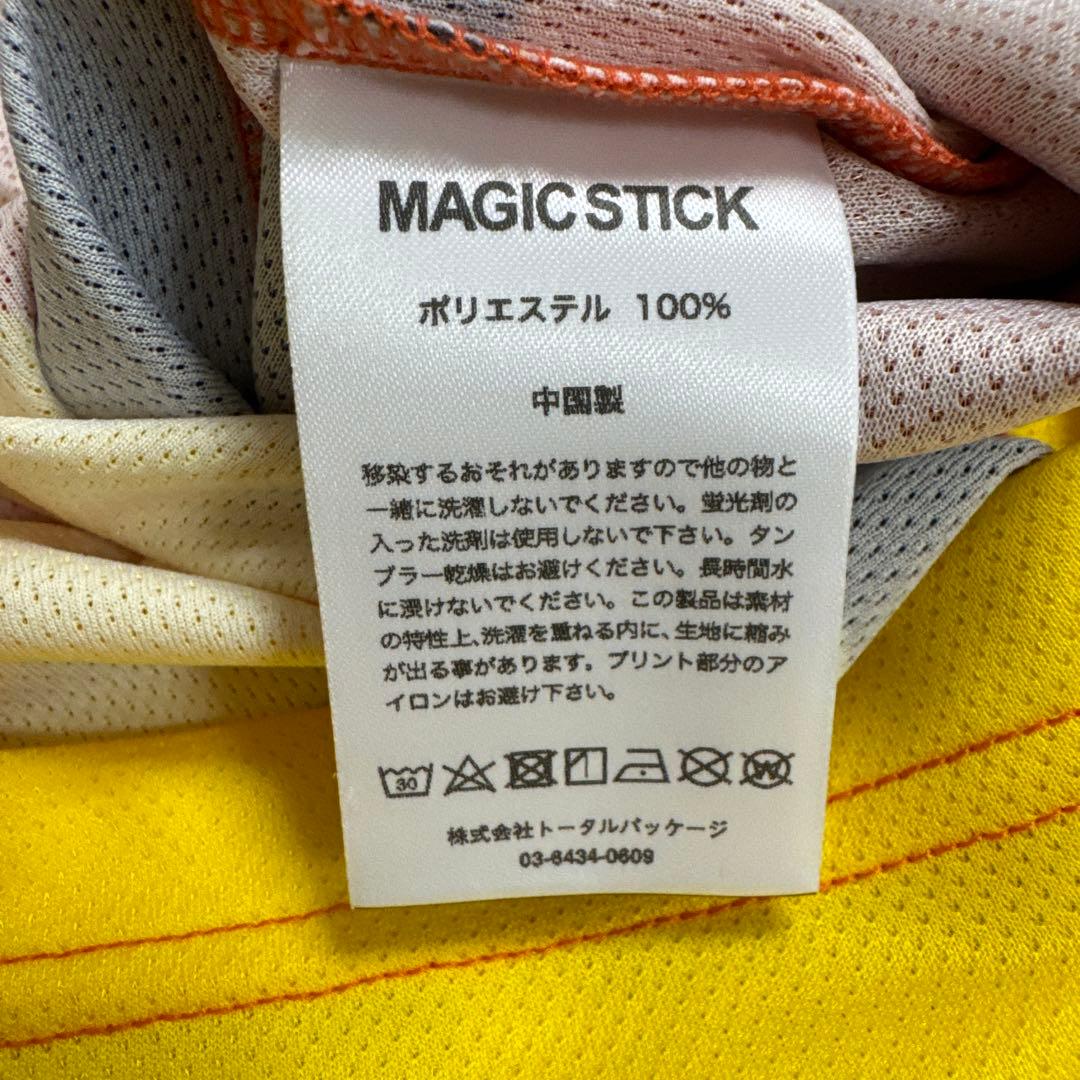 MAGIC STICK
ポリエステル 100%
中国製
移染するおそれがありますので他の物と
一緒に洗濯しないでください。蛍光剤の
入った洗剤は使用しないで下さい。タン
ブラー乾燥はお避けください。長時間水
に浸けないでください。この製品は素材
の特性上、洗濯を重ねる内に、生地に縮み
が出る事があります。プリント部分のア
イロンはお避け下さい。
30
W
株式会社トータルパッケージ
03-6434-0609